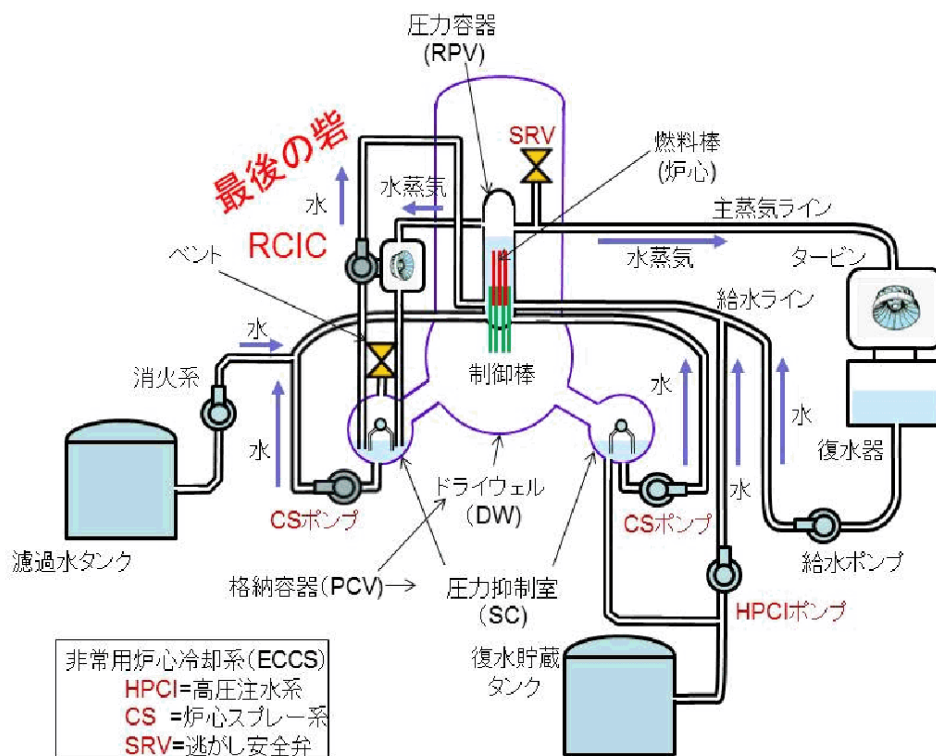 圧力容器
(RPV)
最後の砦
SRV
燃料棒
(炉心)
水
水蒸気
主蒸気ライン
RCIC
ベント
水蒸気
タービン
給水ライン
水
消火系
制御棒
水
水
水
水
復水器
濾過水タンク
CSポンプ
ドライウェル
(DW)
CSポンプ
給水ポンプ
格納容器(PCV)
圧力抑制室
(SC)
HPCIポンプ
復水貯蔵
タンク
非常用炉心冷却系(ECCS)
HPCI=高圧注水系
CS =炉心スプレー系
SRV=逃がし安全弁